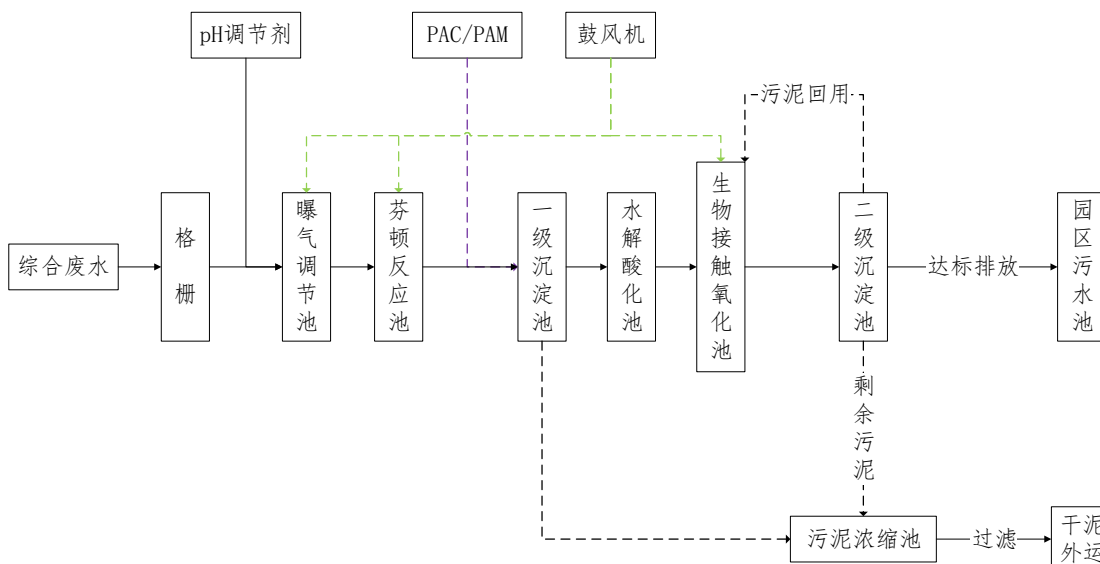 pH调节剂
PAC/PAM
鼓风机
污泥回用
综合废水
格栅
曝气调节池
芬顿反应池
一级沉淀池
水解酸化池
生物接触氧化池
二级沉淀池
达标排放
园区污水池
剩余污泥
污泥浓缩池
过滤
干泥
外运